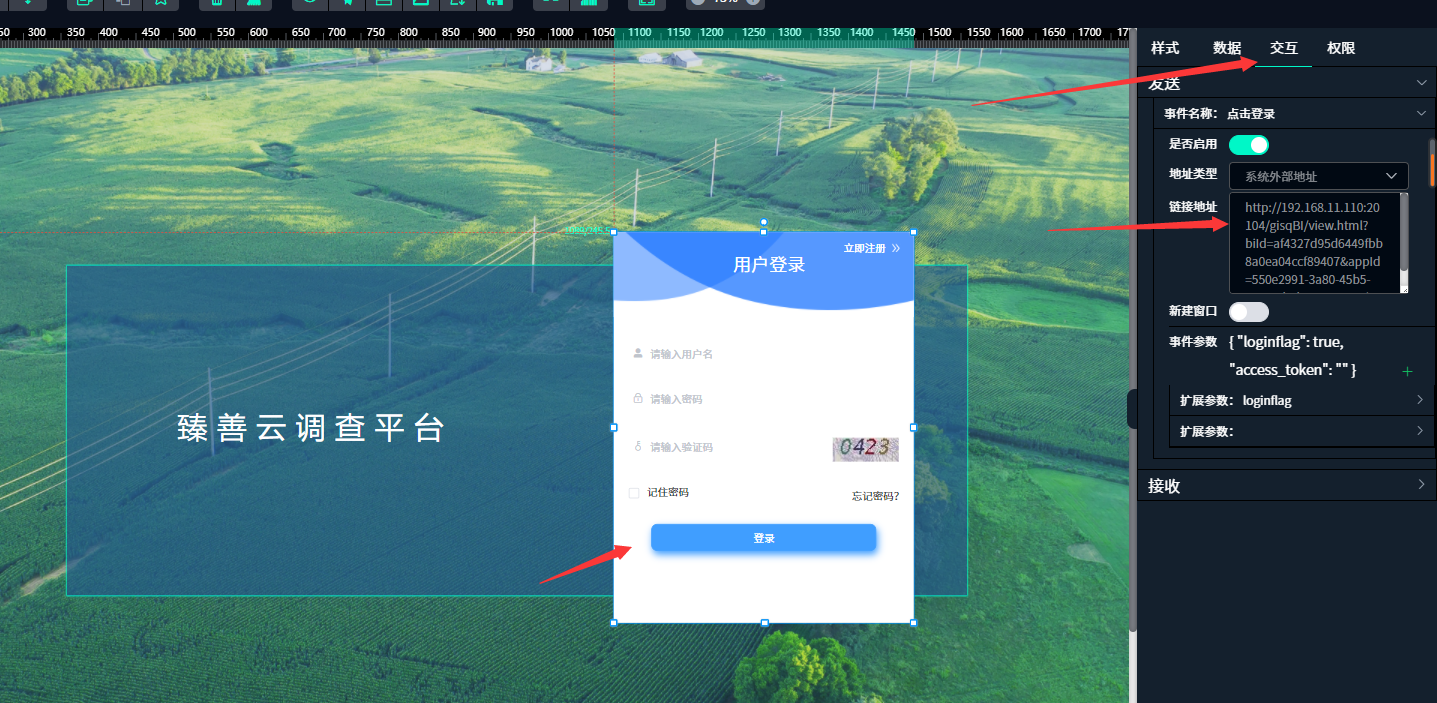 300 350 400 450 500 550 600 650 700 750 800 850 900 950 1000 1050 1100 1150 1200 1250 1300 1350 1400 1450 1500 1550 1600 1650 1700
样式 数据 交互 权限
发送
事件名称： 点击登录
是否启用
地址类型 系统外部地址
链接地址 http://192.168.11.110:20
104/gisqBI/view.html?
biId=af4327d95d6449fbb
8a0ea04ccf89407&appId
=550e2991-3a80-45b5-
新建窗口
事件参数 { "loginflag": true,
"access_token": "" }
扩展参数： loginflag
扩展参数：
接收
立即注册
用户登录
请输入用户名
请输入密码
请输入验证码 0423
记住密码 忘记密码?
登录
臻善云调查平台